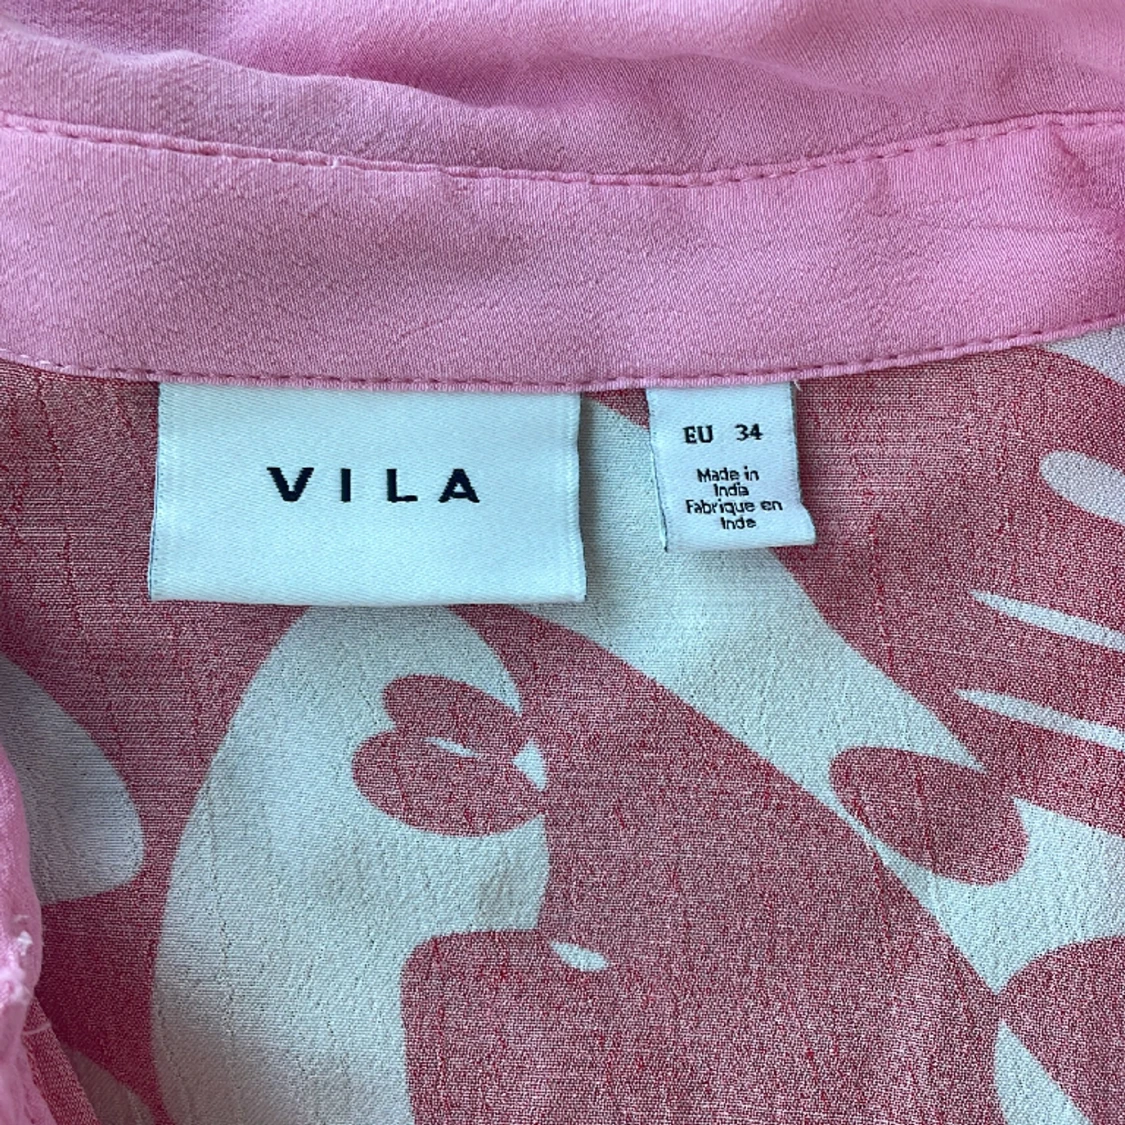 VILA
EU 34
Made in
India
Fabrique en
Inde